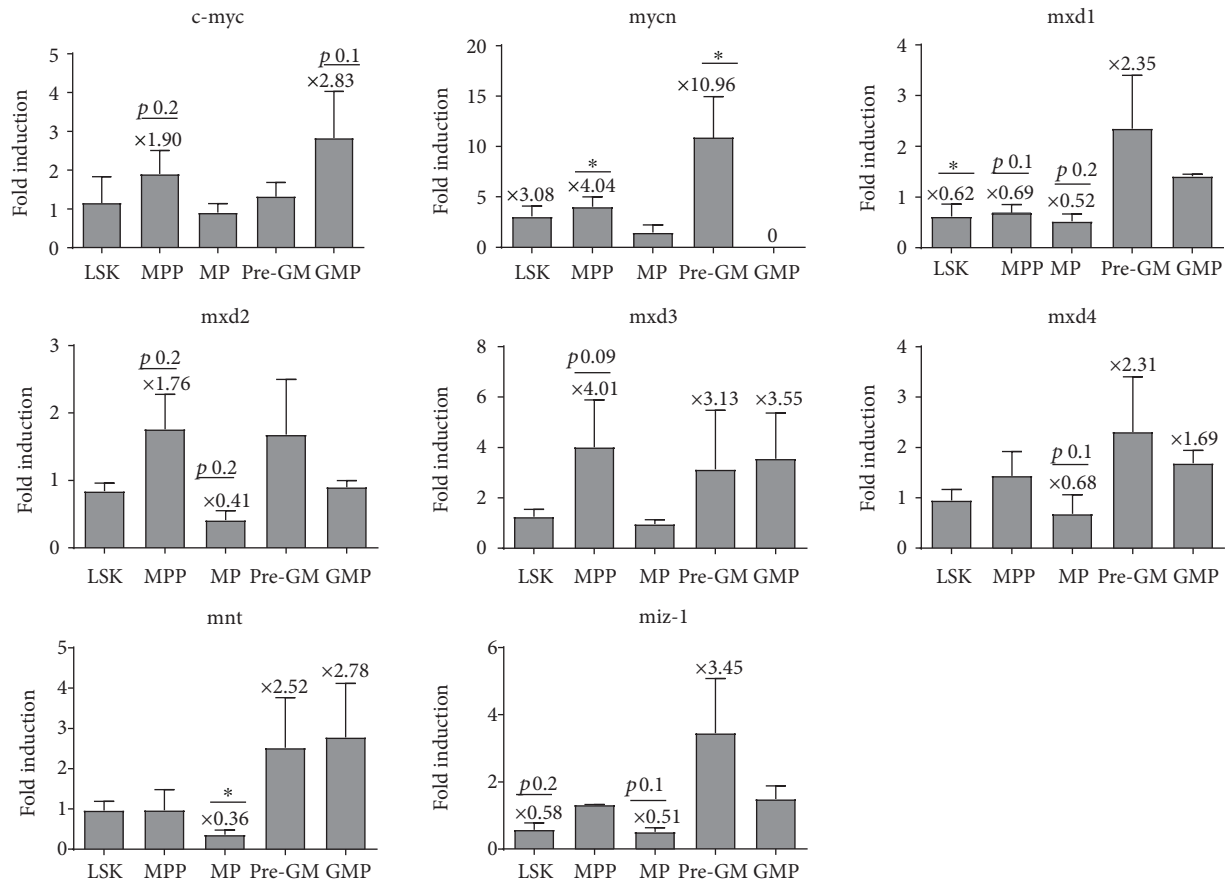 c-myc
Fold induction
5
4
3
2
1
0
p 0.2
×1.90
p 0.1
×2.83
LSK MPP MP Pre-GM GMP
mycn
Fold induction
20
15
10
5
0
×3.08
*
×4.04
*
×10.96
0
LSK MPP MP Pre-GM GMP
mxd1
Fold induction
4
3
2
1
0
*
×0.62
p 0.1
×0.69
p 0.2
×0.52
×2.35
LSK MPP MP Pre-GM GMP
mxd2
Fold induction
3
2
1
0
p 0.2
×1.76
p 0.2
×0.41
LSK MPP MP Pre-GM GMP
mxd3
Fold induction
8
6
4
2
0
p 0.09
×4.01
×3.13
×3.55
LSK MPP MP Pre-GM GMP
mxd4
Fold induction
4
3
2
1
0
p 0.1
×0.68
×2.31
×1.69
LSK MPP MP Pre-GM GMP
mnt
Fold induction
5
4
3
2
1
0
*
×0.36
×2.52
×2.78
LSK MPP MP Pre-GM GMP
miz-1
Fold induction
6
4
2
0
p 0.2
×0.58
p 0.1
×0.51
×3.45
LSK MPP MP Pre-GM GMP